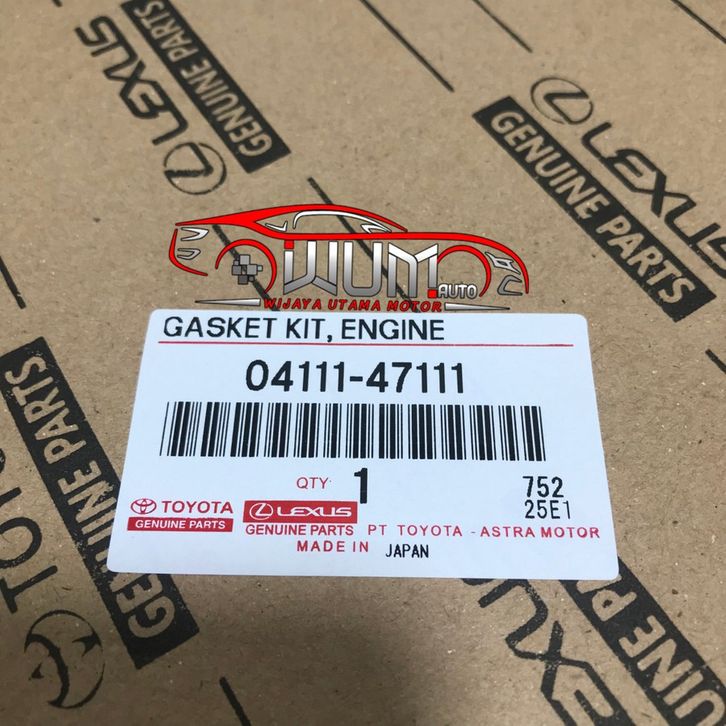 LEXUS
GENUINE PARTS
LEXUS
GENUINE PARTS
WUM.AUTO
WIJAYA UTAMA MOTOR
GASKET KIT, ENGINE
04111-47111
QTY 1
752
25E1
TOYOTA
GENUINE PARTS
LEXUS
GENUINE PARTS PT TOYOTA - ASTRA MOTOR
MADE IN JAPAN
TOYOTA
GENUINE PARTS
LEXUS
GENUINE PARTS